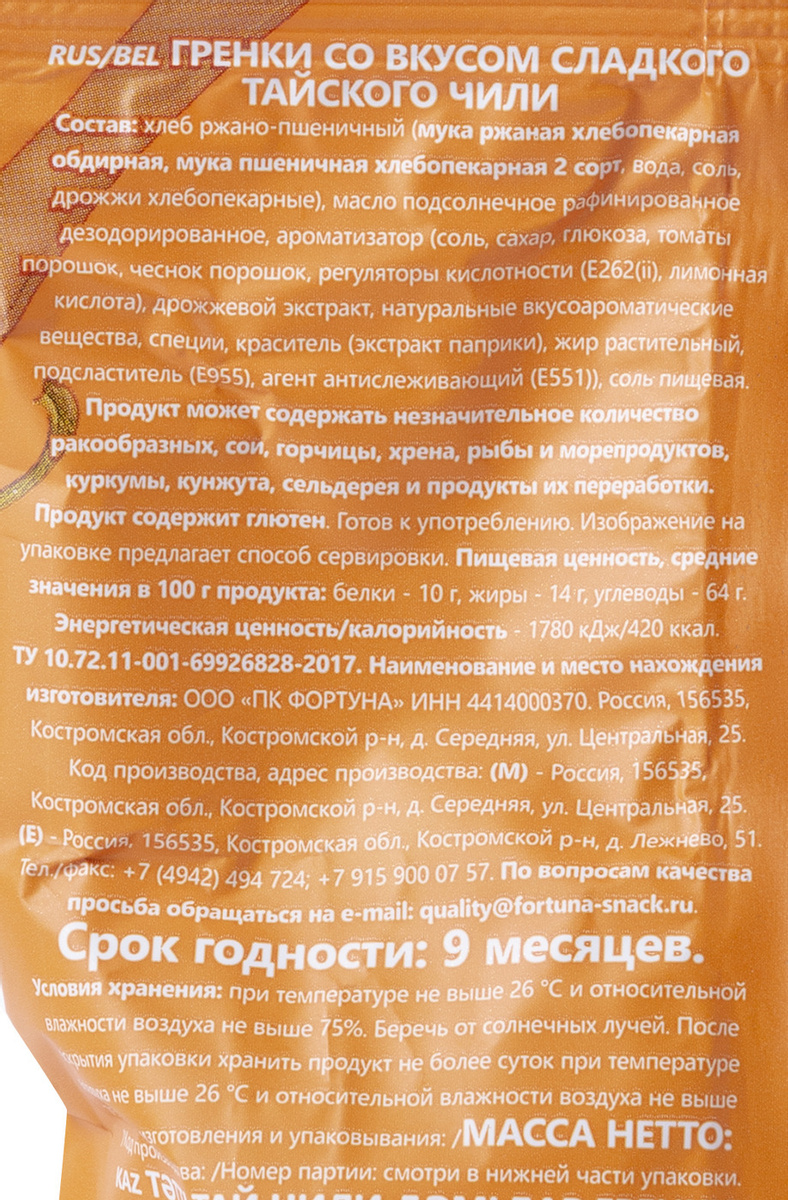 RUS/BEL ГРЕНКИ СО ВКУСОМ СЛАДКОГО
ТАЙСКОГО ЧИЛИ
Состав: хлеб ржано-пшеничный (мука ржаная хлебопекарная
обдирная, мука пшеничная хлебопекарная 2 сорт, вода, соль,
дрожжи хлебопекарные), масло подсолнечное рафинированное
дезодорированное, ароматизатор (соль, сахар, глюкоза, томаты
порошок, чеснок порошок, регуляторы кислотности (E262(ii), лимонная
кислота), дрожжевой экстракт, натуральные вкусоароматические
вещества, специи, краситель (экстракт паприки), жир растительный,
подсластитель (E955), агент антислеживающий (E551)), соль пищевая.
Продукт может содержать незначительное количество
ракообразных, сои, горчицы, хрена, рыбы и морепродуктов,
куркумы, кунжута, сельдерея и продукты их переработки.
Продукт содержит глютен. Готов к употреблению. Изображение на
упаковке предлагает способ сервировки. Пищевая ценность, средние
значения в 100 г продукта: белки - 10 г, жиры - 14 г, углеводы - 64 г.
Энергетическая ценность/калорийность - 1780 кДж/420 ккал.
ТУ 10.72.11-001-69926828-2017. Наименование и место нахождения
изготовителя: ООО «ПК ФОРТУНА» ИНН 4414000370. Россия, 156535,
Костромская обл., Костромской р-н, д. Середняя, ул. Центральная, 25.
Код производства, адрес производства: (М) - Россия, 156535,
Костромская обл., Костромской р-н, д. Середняя, ул. Центральная, 25.
(Е) - Россия, 156535, Костромская обл., Костромской р-н, д. Лежнево, 51.
Тел./факс: +7 (4942) 494 724; +7 915 900 07 57. По вопросам качества
просьба обращаться на e-mail: quality@fortuna-snack.ru.
Срок годности: 9 месяцев.
Условия хранения: при температуре не выше 26 °C и относительной
влажности воздуха не выше 75%. Беречь от солнечных лучей. После
упаковки хранить продукт не более суток при температуре
не выше 26 °C и относительной влажности воздуха не выше
и упаковывания: /МАССА НЕТТО:
/Номер партии: смотри в нижней части упаковки.
KAZ